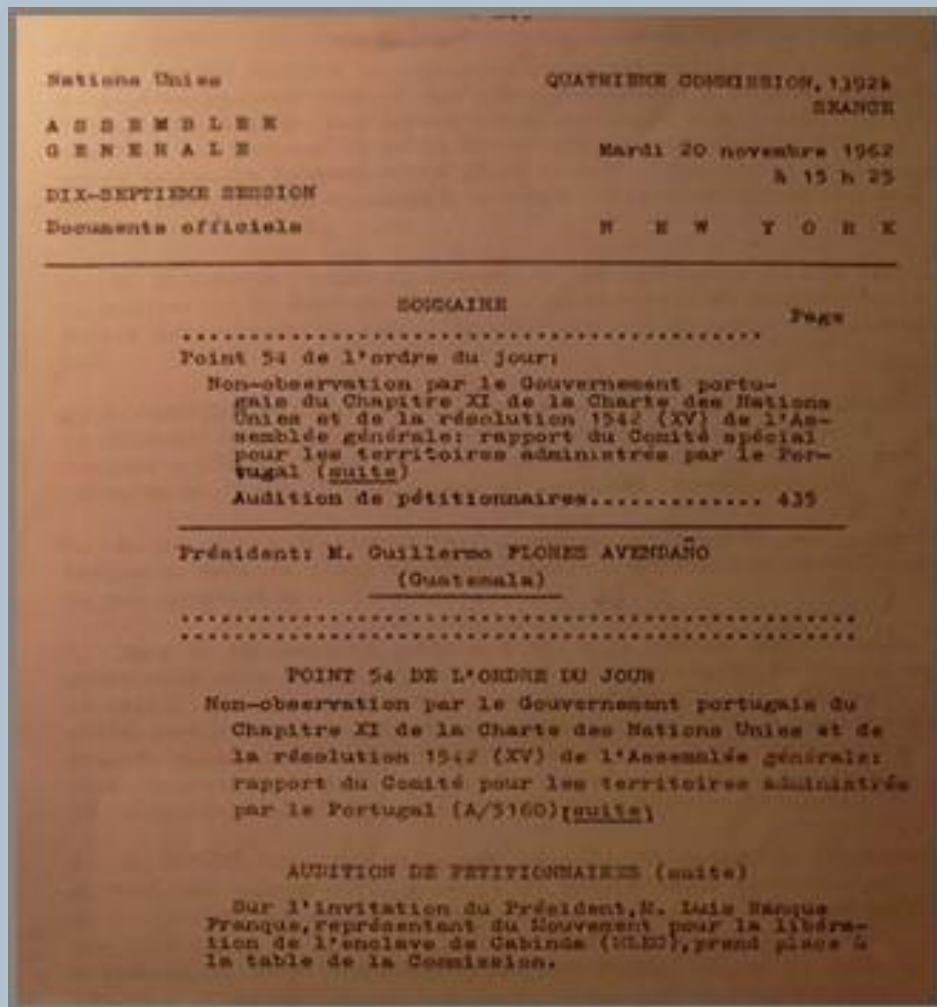 Nations Unies
QUATRIEME COMMISSION, 1392è
SEANCE
A S S E M B L E E
G E N E R A L E
Mardi 20 novembre 1962
à 15 h 25
DIX-SEPTIEME SESSION
Documents officiels
N E W Y O R K
SOMMAIRE
Page
Point 54 de l'ordre du jour:
Non-observation par le Gouvernement portu-
gais du Chapitre XI de la Charte des Nations
Unies et de la résolution 1542 (XV) de l'As-
semblée générale: rapport du Comité spécial
pour les territoires administrés par le Por-
tugal (suite)
Audition de pétitionnaires.............. 435
Président: M. Guillermo FLORES AVENDAÑO
(Guatemala)
POINT 54 DE L'ORDRE DU JOUR
Non-observation par le Gouvernement portugais du
Chapitre XI de la Charte des Nations Unies et de
la résolution 1542 (XV) de l'Assemblée générale:
rapport du Comité pour les territoires administrés
par le Portugal (A/5160) (suite)
AUDITION DE PETITIONNAIRES (suite)
Sur l'invitation du Président, M. Luis Ranque
Franque, représentant du Mouvement pour la libéra-
tion de l'enclave de Cabinda (MLEC), prend place à
la table de la Commission.